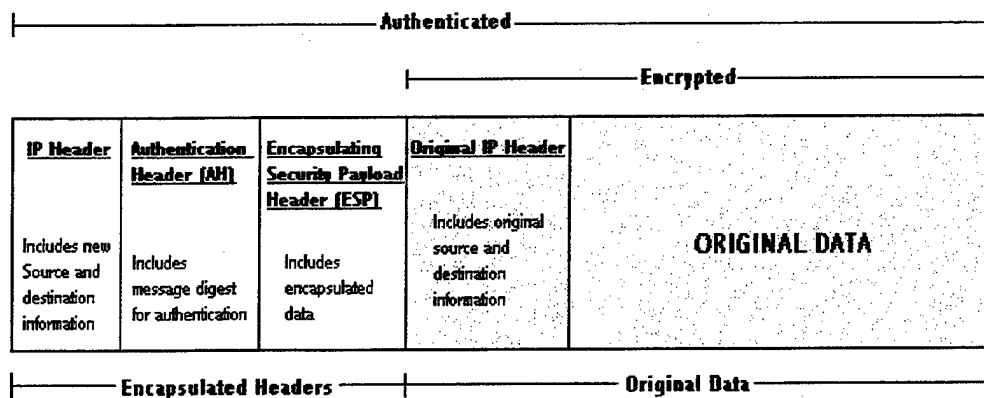 Authenticated
Encrypted
IP Header
Includes new
Source and
destination
information
Authentication
Header (AH)
Includes
message digest
for authentication
Encapsulating
Security Payload
Header (ESP)
Includes
encapsulated
data
Original IP Header
Includes original
source and
destination
information
ORIGINAL DATA
Encapsulated Headers
Original Data